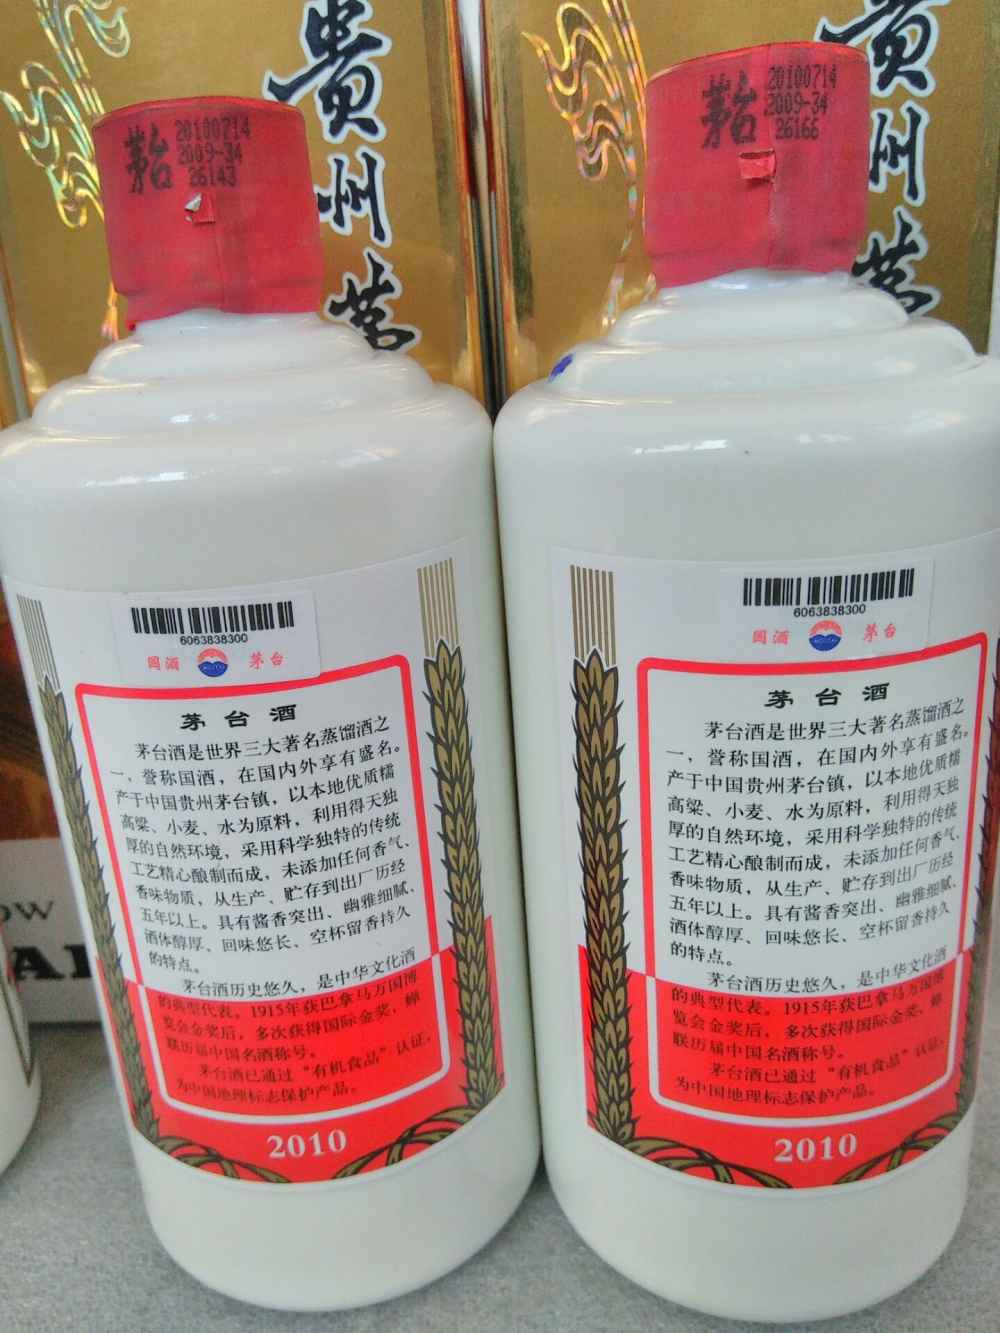 贵州茅
贵州茅
茅台
20100714
2009-34
26143
茅台
20100714
2009-34
26166
6063838300
国酒 茅台
茅台酒
茅台酒是世界三大著名蒸馏酒之
一，誉称国酒，在国内外享有盛名。
产于中国贵州茅台镇，以本地优质糯
高粱、小麦、水为原料，利用得天独
厚的自然环境，采用科学独特的传统
工艺精心酿制而成，未添加任何香气、
香味物质，从生产、贮存到出厂历经
五年以上。具有酱香突出、幽雅细腻、
酒体醇厚、回味悠长、空杯留香持久
的特点。
茅台酒历史悠久，是中华文化酒
的典型代表。1915年获巴拿马万国博
览会金奖后，多次获得国际金奖，蝉
联历届中国名酒称号。
茅台酒已通过“有机食品”认证，
为中国地理标志保护产品。
2010
6063838300
国酒 茅台
茅台酒
茅台酒是世界三大著名蒸馏酒之
一，誉称国酒，在国内外享有盛名。
产于中国贵州茅台镇，以本地优质糯
高粱、小麦、水为原料，利用得天独
厚的自然环境，采用科学独特的传统
工艺精心酿制而成，未添加任何香气、
香味物质，从生产、贮存到出厂历经
五年以上。具有酱香突出、幽雅细腻、
酒体醇厚、回味悠长、空杯留香持久
的特点。
茅台酒历史悠久，是中华文化酒
的典型代表。1915年获巴拿马万国博
览会金奖后，多次获得国际金奖，蝉
联历届中国名酒称号。
茅台酒已通过“有机食品”认证，
为中国地理标志保护产品。
2010